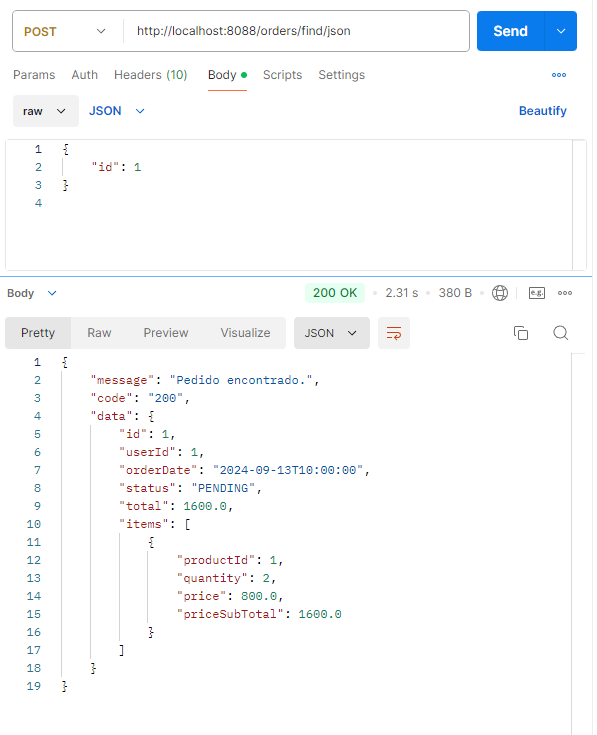 POST http://localhost:8088/orders/find/json Send
Params Auth Headers (10) Body Scripts Settings
raw JSON Beautify
1 {
2 "id": 1
3 }
4
Body 200 OK 2.31 s 380 B e.g.
Pretty Raw Preview Visualize JSON
1 {
2 "message": "Pedido encontrado.",
3 "code": "200",
4 "data": {
5 "id": 1,
6 "userId": 1,
7 "orderDate": "2024-09-13T10:00:00",
8 "status": "PENDING",
9 "total": 1600.0,
10 "items": [
11 {
12 "productId": 1,
13 "quantity": 2,
14 "price": 800.0,
15 "priceSubTotal": 1600.0
16 }
17 ]
18 }
19 }